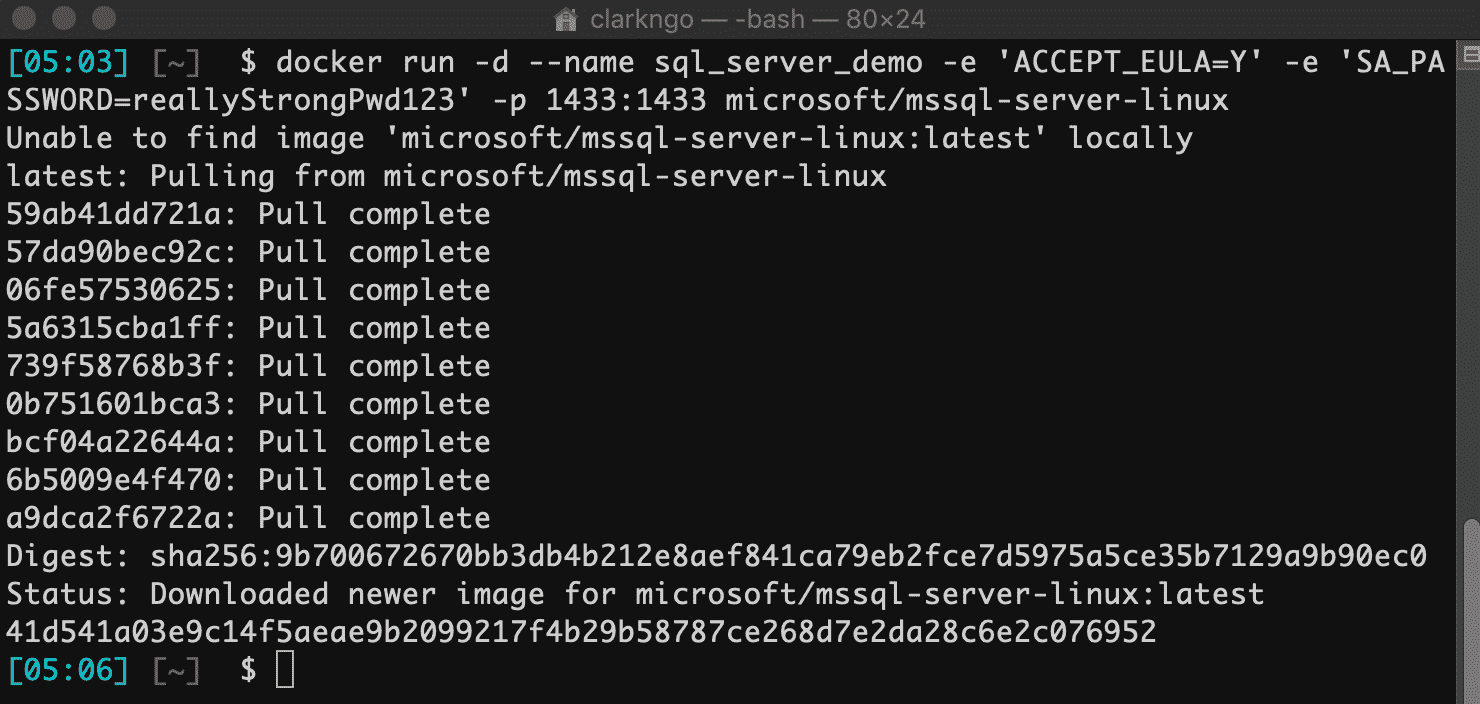 clarkngo — -bash — 80×24
[05:03] [~] $ docker run -d --name sql_server_demo -e 'ACCEPT_EULA=Y' -e 'SA_PA
SSWORD=reallyStrongPwd123' -p 1433:1433 microsoft/mssql-server-linux
Unable to find image 'microsoft/mssql-server-linux:latest' locally
latest: Pulling from microsoft/mssql-server-linux
59ab41dd721a: Pull complete
57da90bec92c: Pull complete
06fe57530625: Pull complete
5a6315cba1ff: Pull complete
739f58768b3f: Pull complete
0b751601bca3: Pull complete
bcf04a22644a: Pull complete
6b5009e4f470: Pull complete
a9dca2f6722a: Pull complete
Digest: sha256:9b700672670bb3db4b212e8aef841ca79eb2fce7d5975a5ce35b7129a9b90ec0
Status: Downloaded newer image for microsoft/mssql-server-linux:latest
41d541a03e9c14f5aeae9b2099217f4b29b58787ce268d7e2da28c6e2c076952
[05:06] [~] $